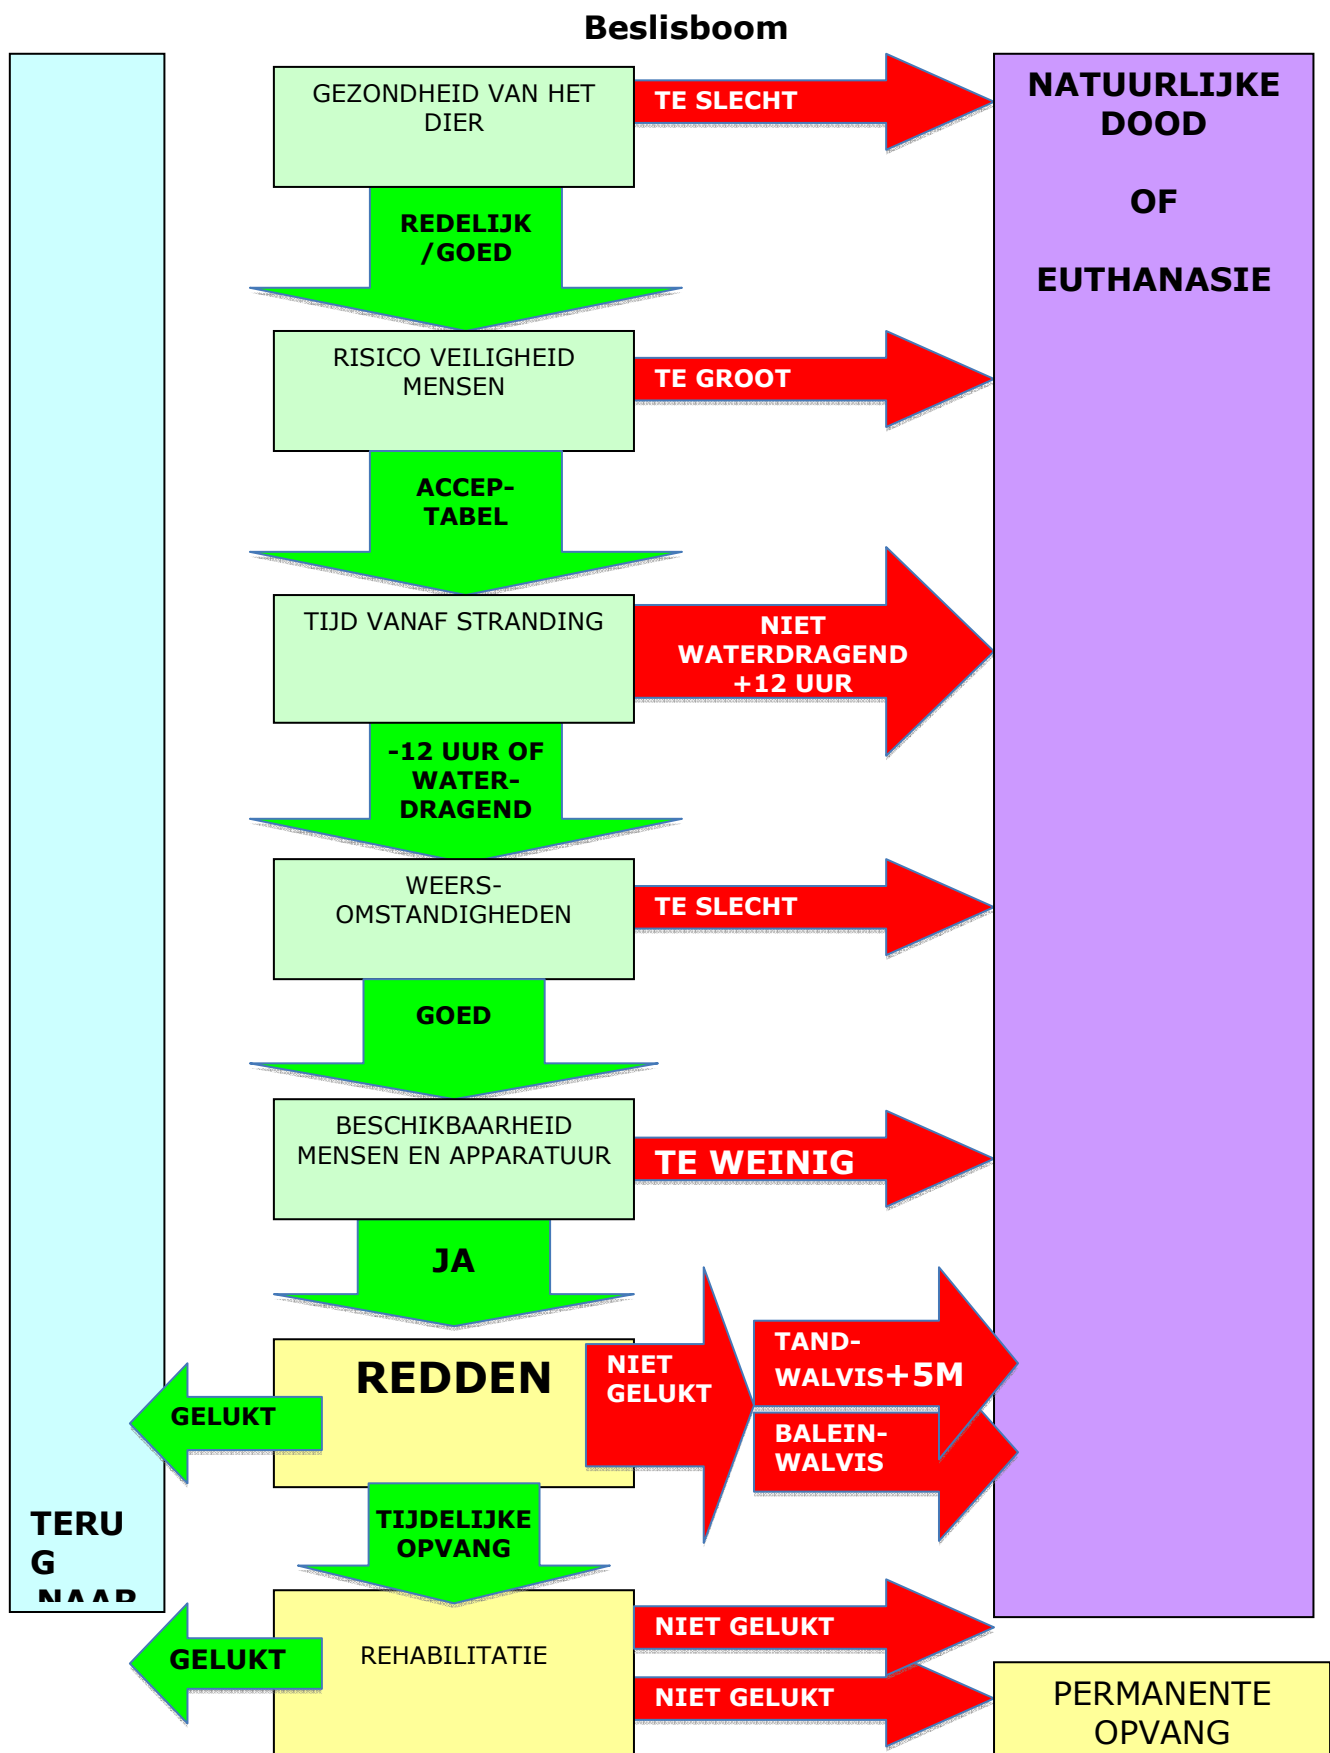 Beslisboom
GEZONDHEID VAN HET
DIER
TE SLECHT
NATUURLIJKE
DOOD
OF
EUTHANASIE
REDELIJK
/GOED
RISICO VEILIGHEID
MENSEN
TE GROOT
ACCEP-
TABEL
TIJD VANAF STRANDING
NIET
WATERDRAGEND
+12 UUR
-12 UUR OF
WATER-
DRAGEND
WEERS-
OMSTANDIGHEDEN
TE SLECHT
GOED
BESCHIKBAARHEID
MENSEN EN APPARATUUR
TE WEINIG
JA
REDDEN
NIET
GELUKT
TAND-
WALVIS+5M
BALEIN-
WALVIS
GELUKT
TIJDELIJKE
OPVANG
TERU
G
NAAR
REHABILITATIE
GELUKT
NIET GELUKT
NIET GELUKT
PERMANENTE
OPVANG